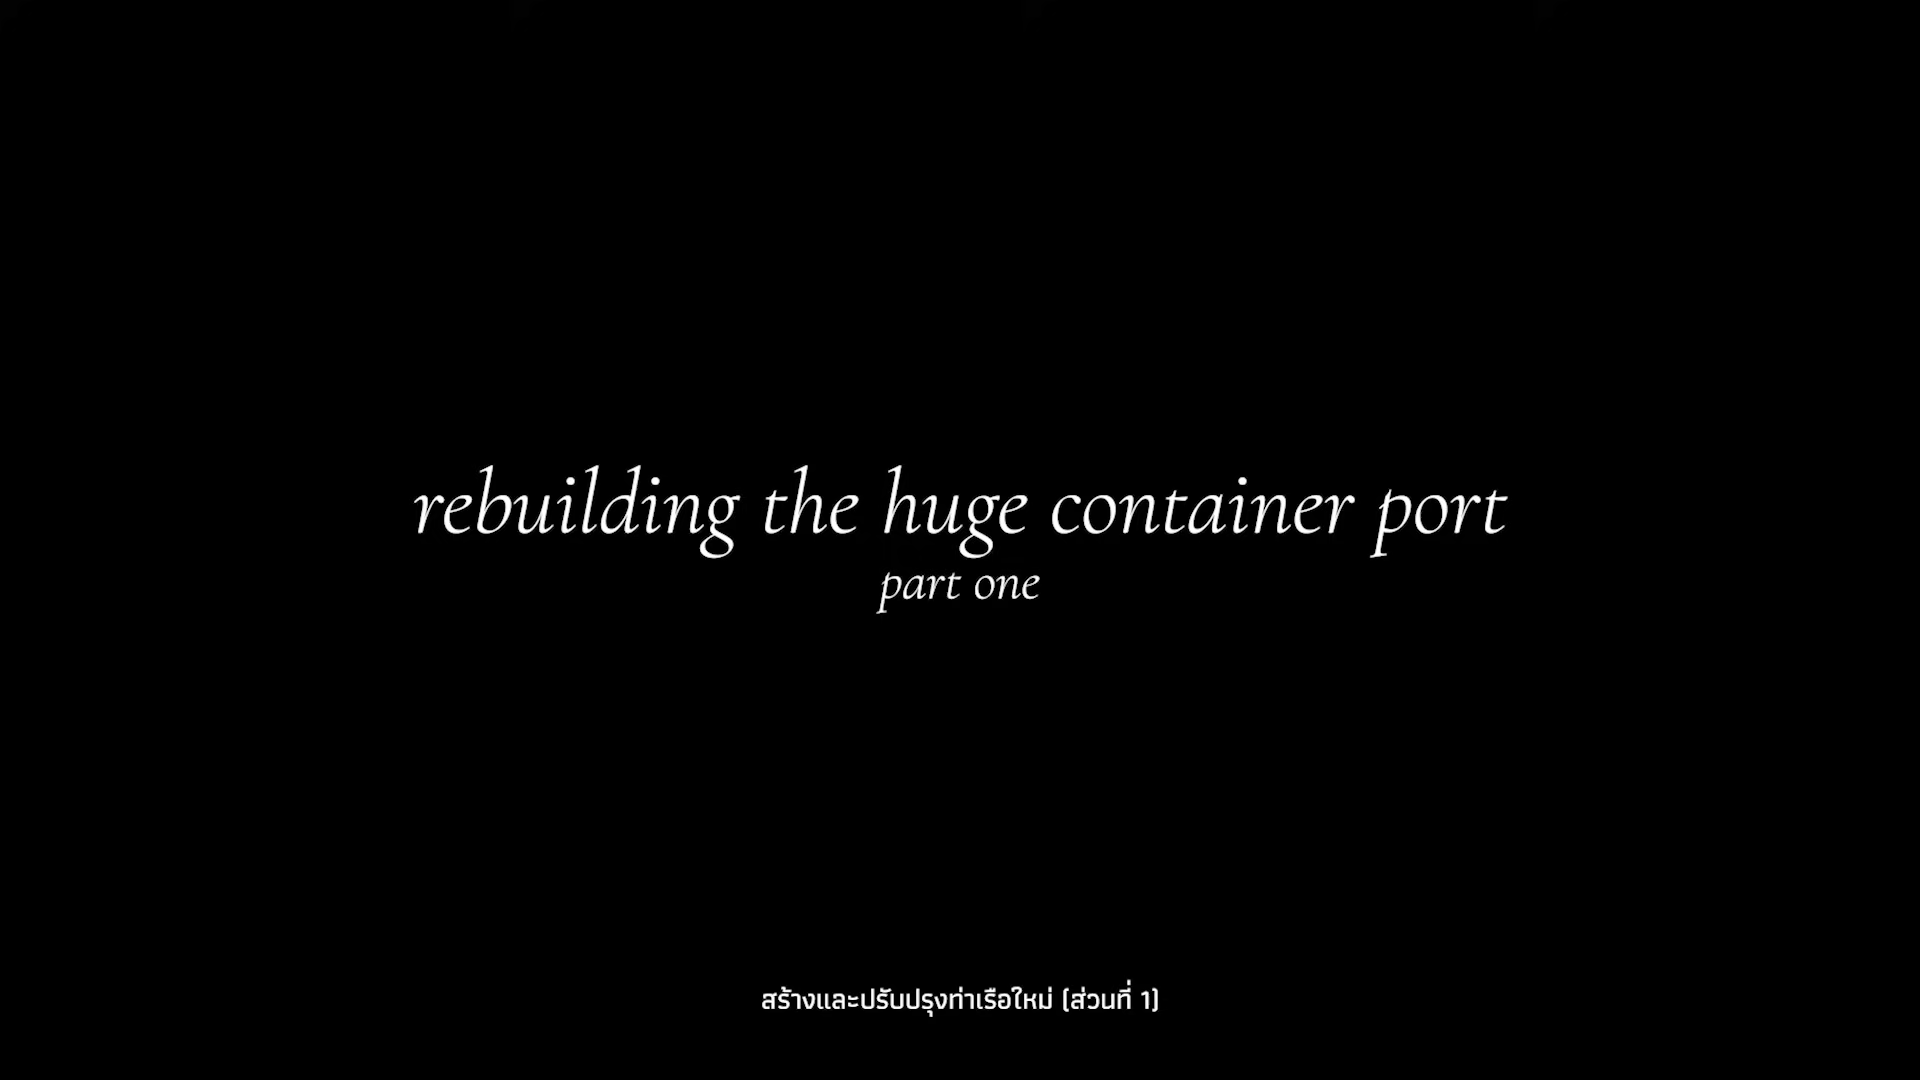 rebuilding the huge container port
part one
สร้างและปรับปรุงท่าเรือใหม่ (ส่วนที่ 1)